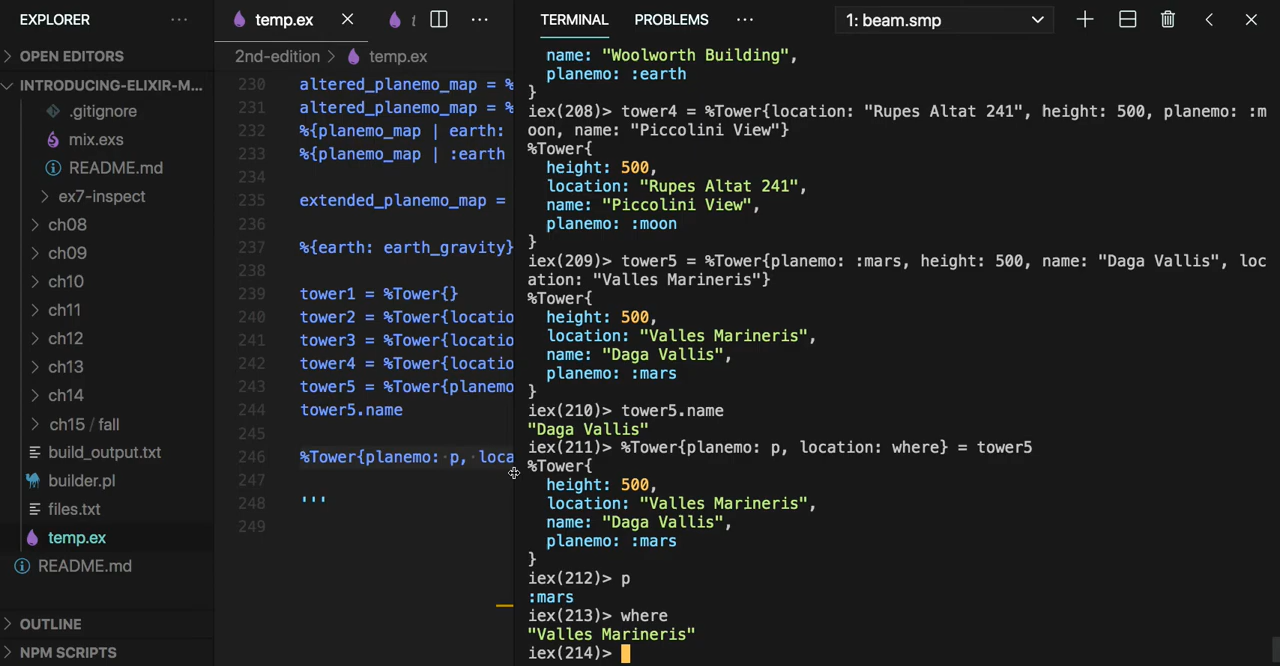 EXPLORER
OPEN EDITORS
INTRODUCING-ELIXIR-M...
.gitignore
mix.exs
README.md
ex7-inspect
ch08
ch09
ch10
ch11
ch12
ch13
ch14
ch15 / fall
build_output.txt
builder.pl
files.txt
temp.ex
README.md
OUTLINE
NPM SCRIPTS
temp.ex
2nd-edition > temp.ex
230 altered_planemo_map = %
231 altered_planemo_map = %
232 %{planemo_map | earth:
233 %{planemo_map | :earth
234
235 extended_planemo_map =
236
237 %{earth: earth_gravity}
238
239 tower1 = %Tower{}
240 tower2 = %Tower{locatio
241 tower3 = %Tower{locatio
242 tower4 = %Tower{locatio
243 tower5 = %Tower{planemo
244 tower5.name
245
246 %Tower{planemo: p, loca
247
248 '''
249
TERMINAL PROBLEMS
1: beam.smp
name: "Woolworth Building",
planemo: :earth
}
iex(208)> tower4 = %Tower{location: "Rupes Altat 241", height: 500, planemo: :m
oon, name: "Piccolini View"}
%Tower{
height: 500,
location: "Rupes Altat 241",
name: "Piccolini View",
planemo: :moon
}
iex(209)> tower5 = %Tower{planemo: :mars, height: 500, name: "Daga Vallis", loc
ation: "Valles Marineris"}
%Tower{
height: 500,
location: "Valles Marineris",
name: "Daga Vallis",
planemo: :mars
}
iex(210)> tower5.name
"Daga Vallis"
iex(211)> %Tower{planemo: p, location: where} = tower5
%Tower{
height: 500,
location: "Valles Marineris",
name: "Daga Vallis",
planemo: :mars
}
iex(212)> p
:mars
iex(213)> where
"Valles Marineris"
iex(214)>